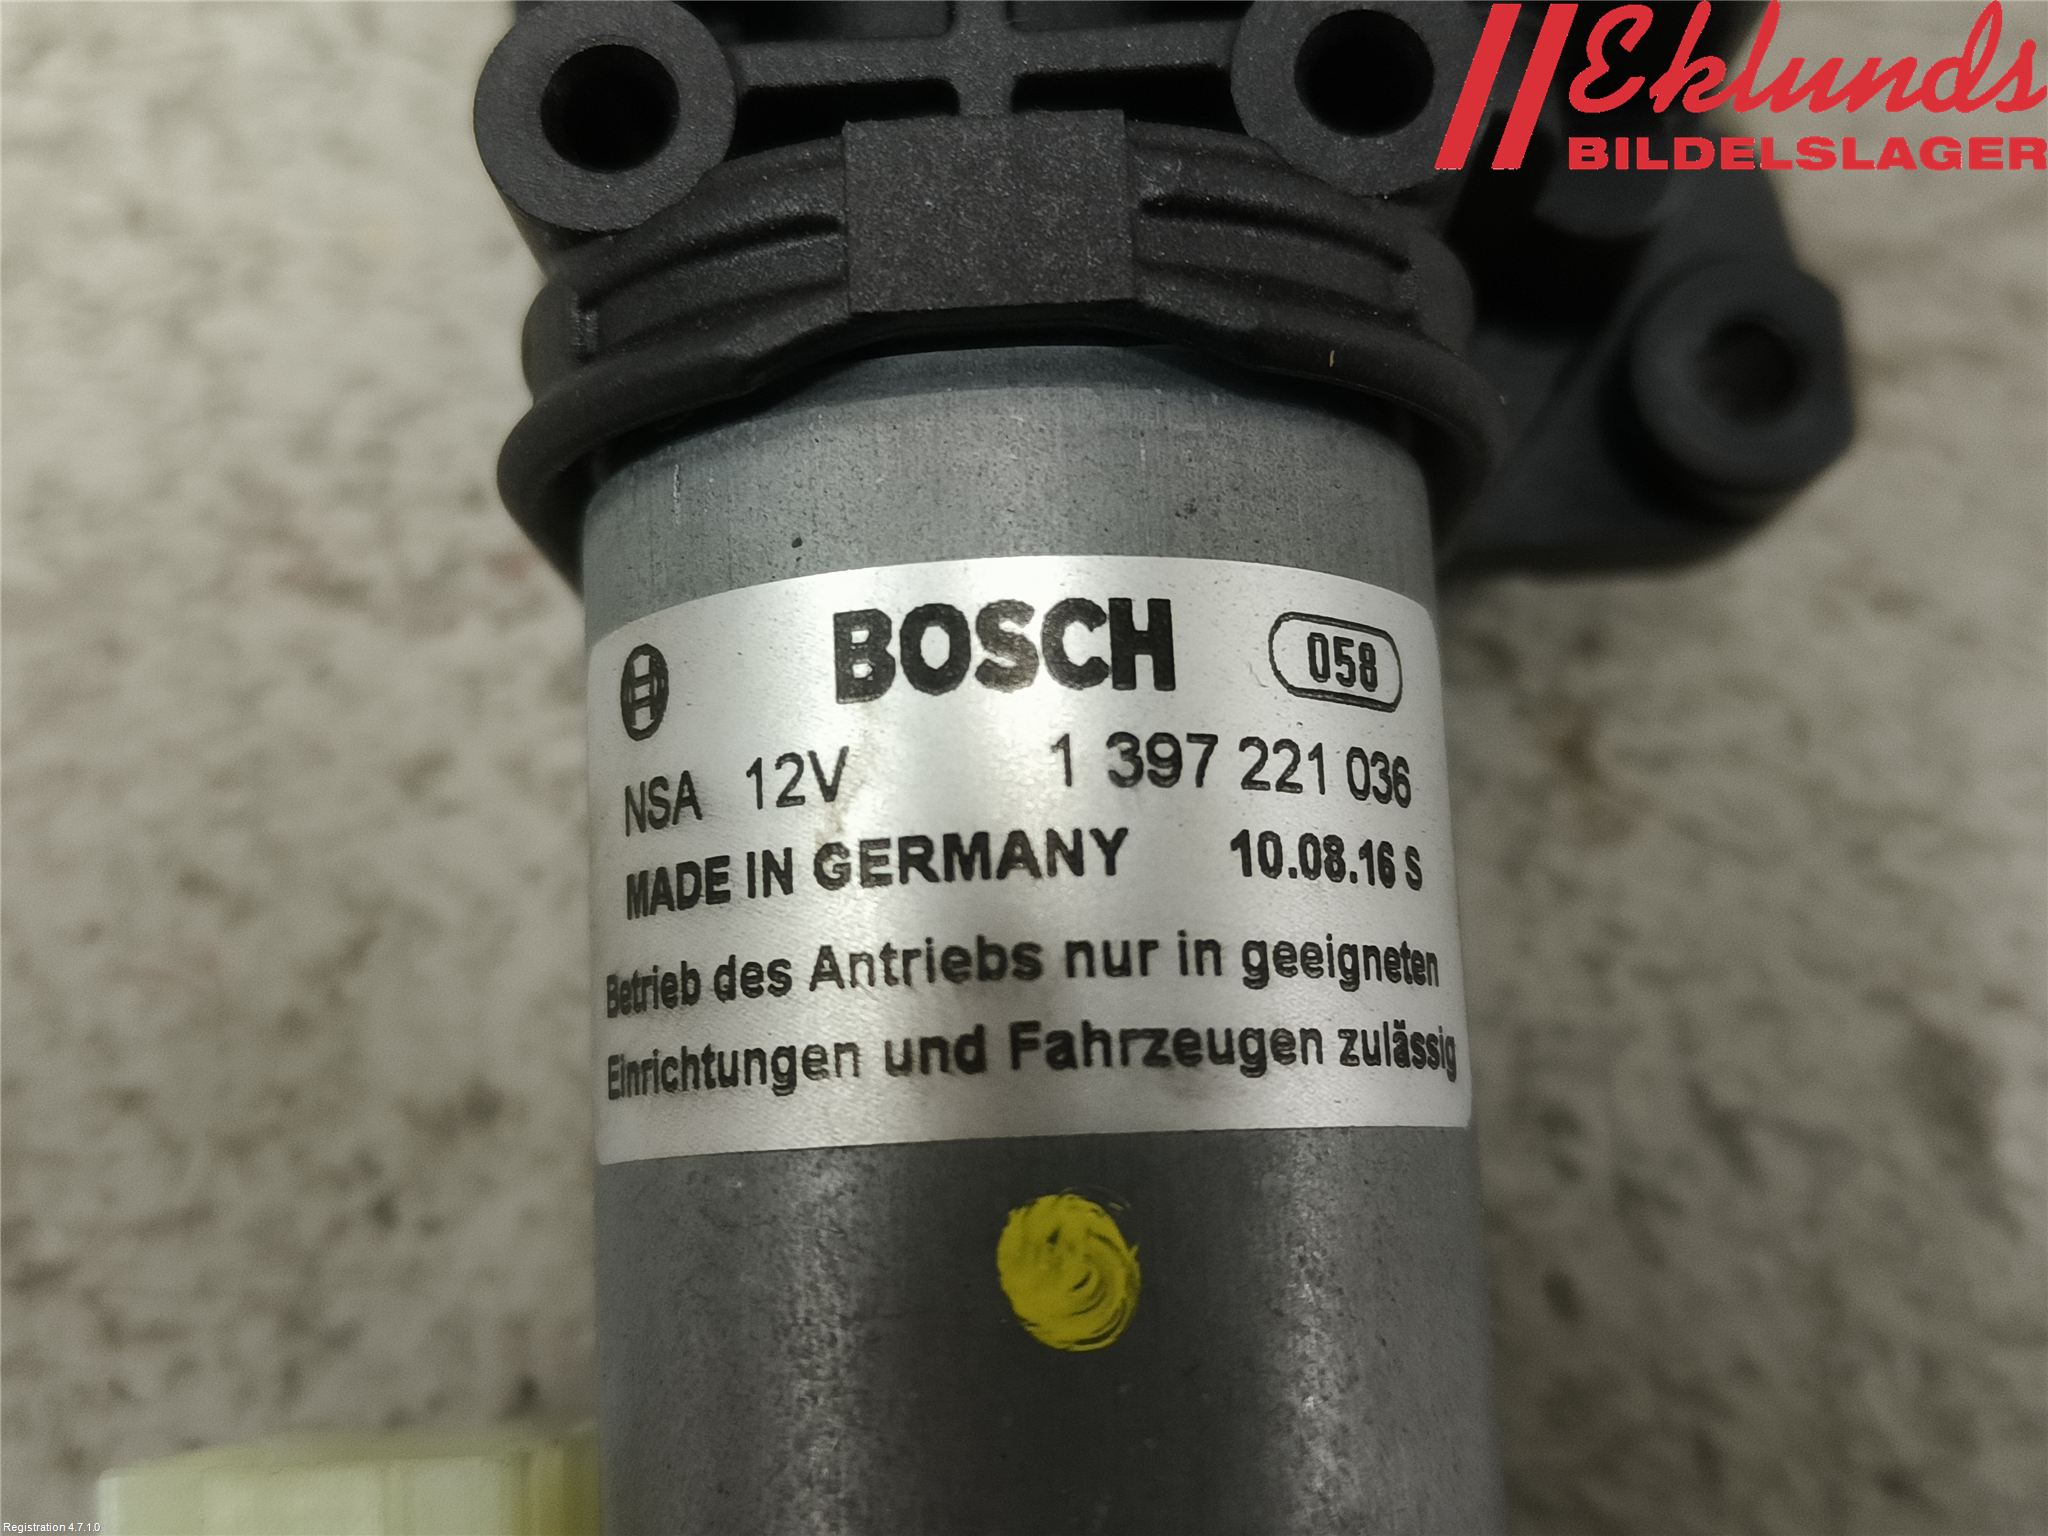 Eklunds
BILDELSLAGER
BOSCH 058
NSA 12V 1 397 221 036
MADE IN GERMANY 10.08.16 S
Betrieb des Antriebs nur in geeigneten
Einrichtungen und Fahrzeugen zulässig
Registration 4.7.1.0